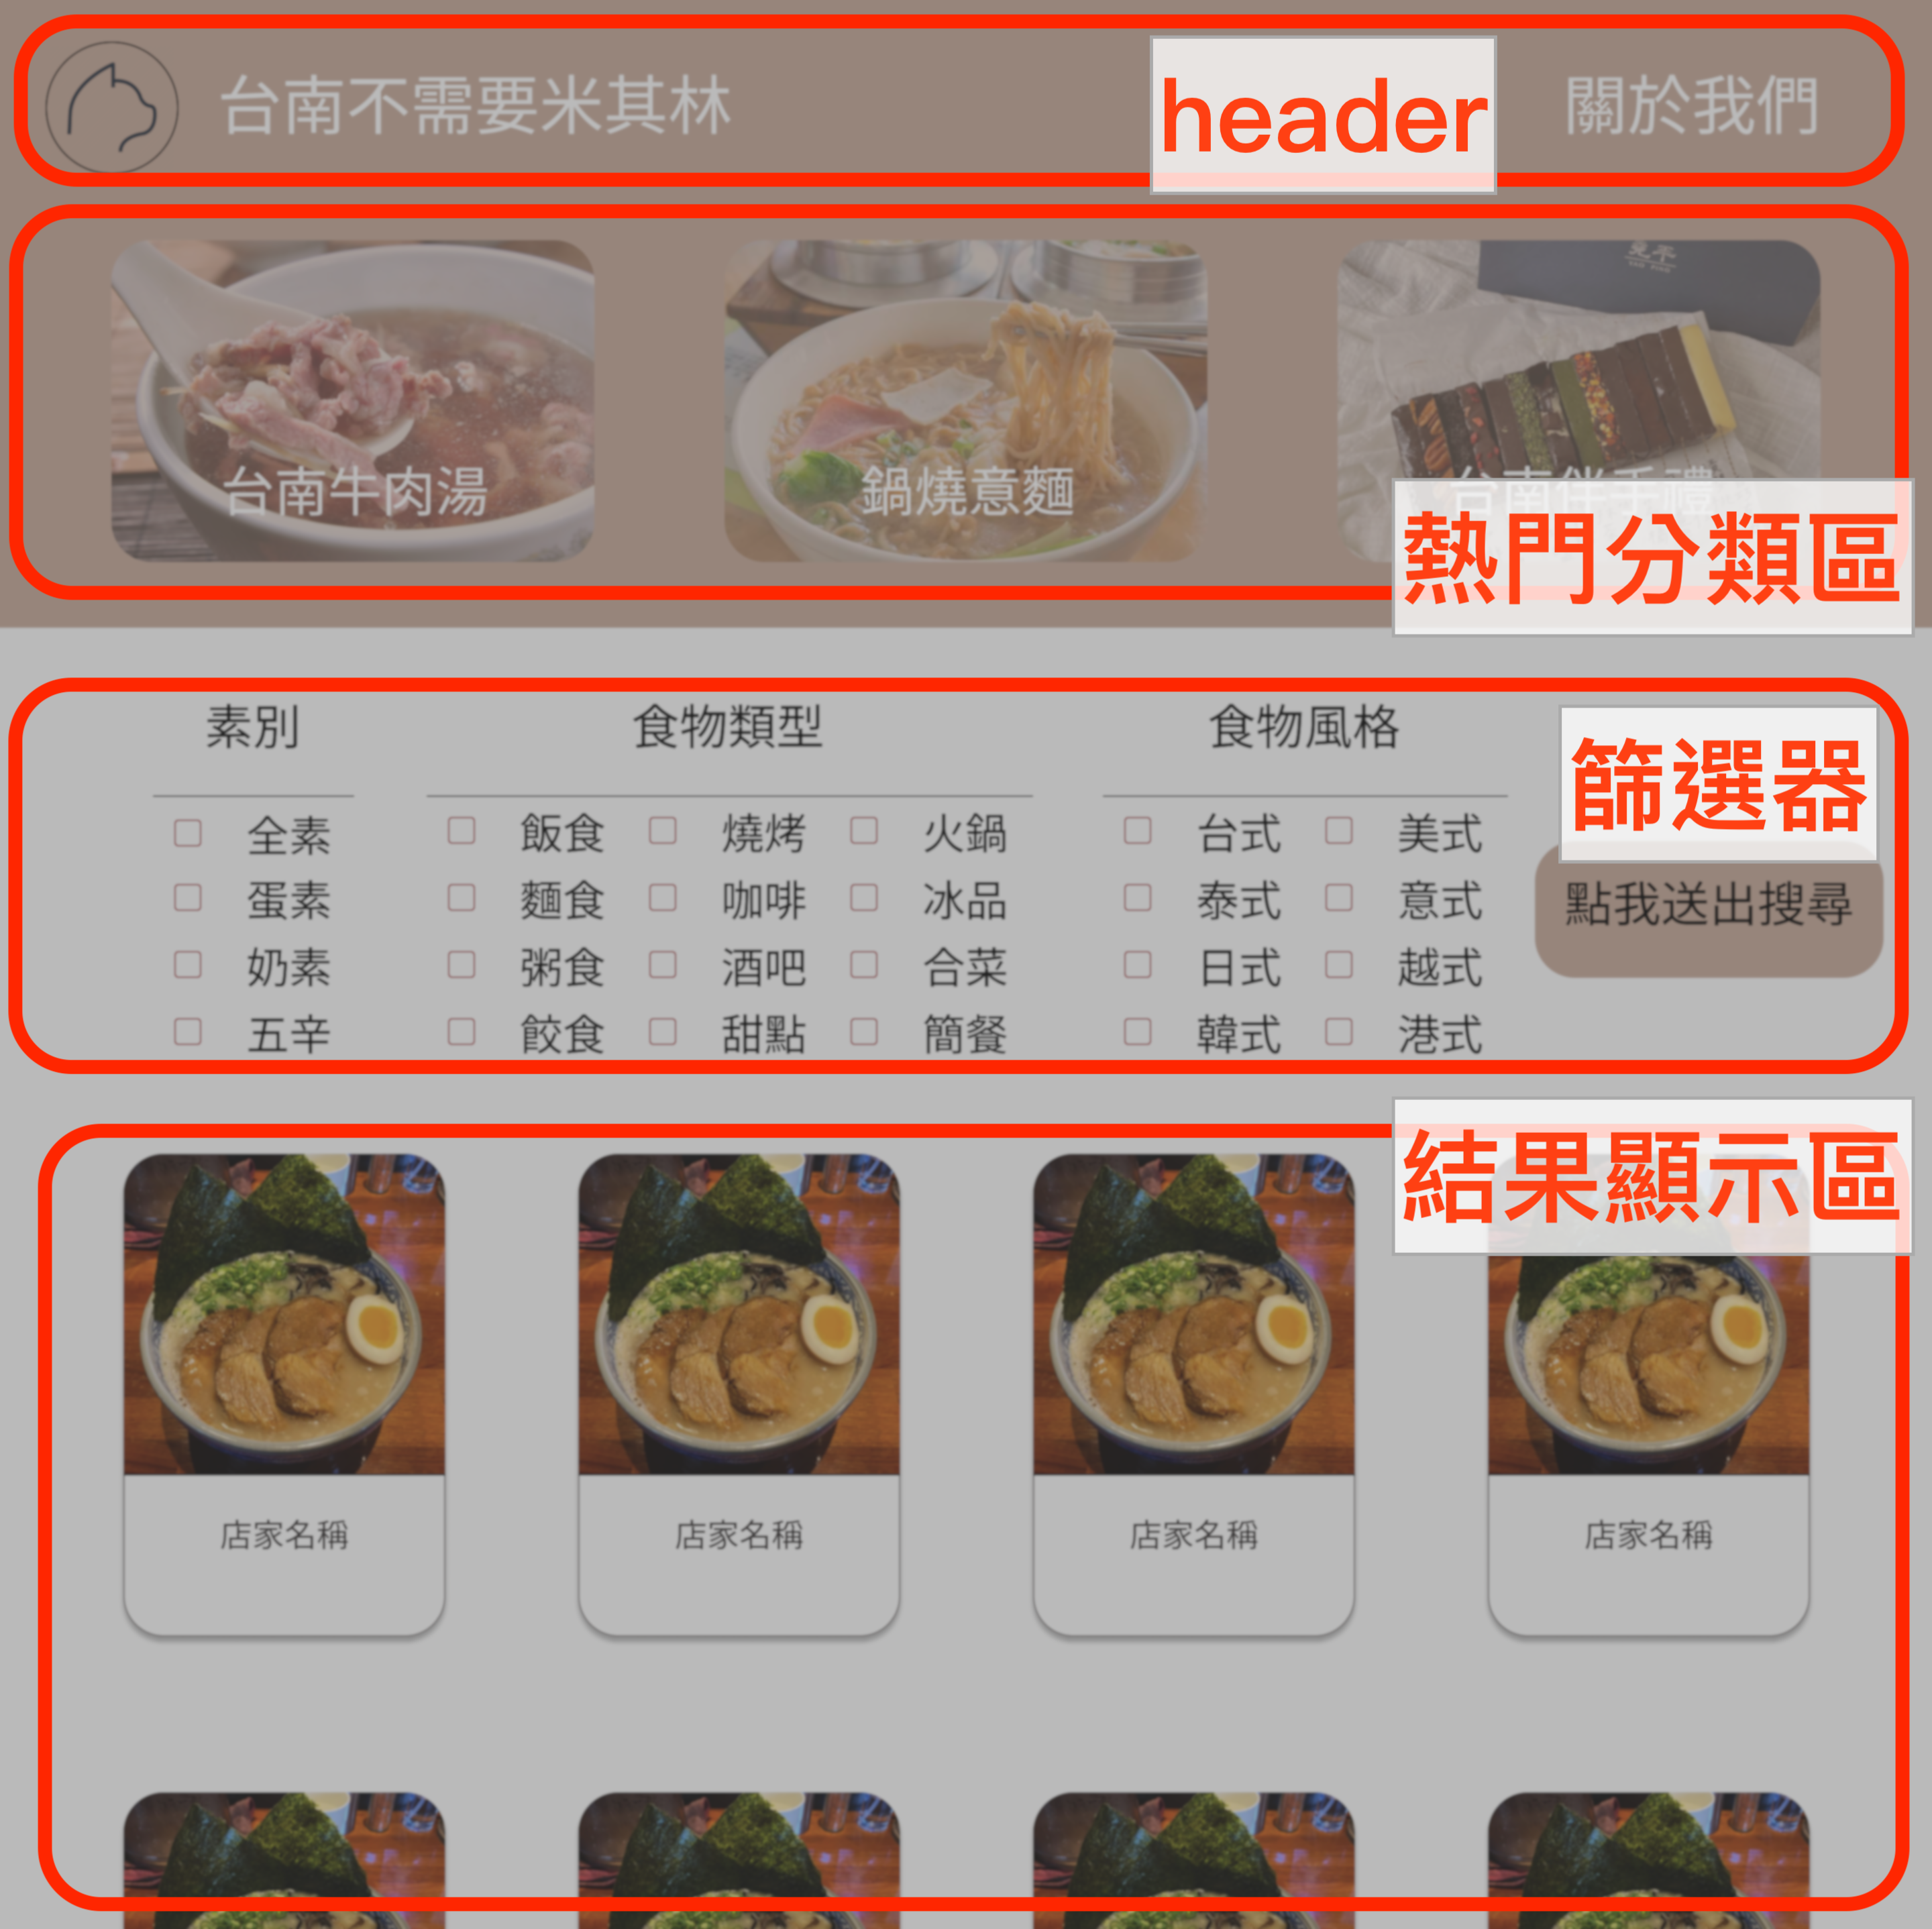 台南不需要米其林
header
關於我們
覓平
台南牛肉湯
鍋燒意麵
台南伴手禮
熱門分類區
素別
食物類型
食物風格
篩選器
全素 飯食 燒烤 火鍋 台式 美式
蛋素 麵食 咖啡 冰品 泰式 意式
點我送出搜尋
奶素 粥食 酒吧 合菜 日式 越式
五辛 餃食 甜點 簡餐 韓式 港式
結果顯示區
店家名稱
店家名稱
店家名稱
店家名稱